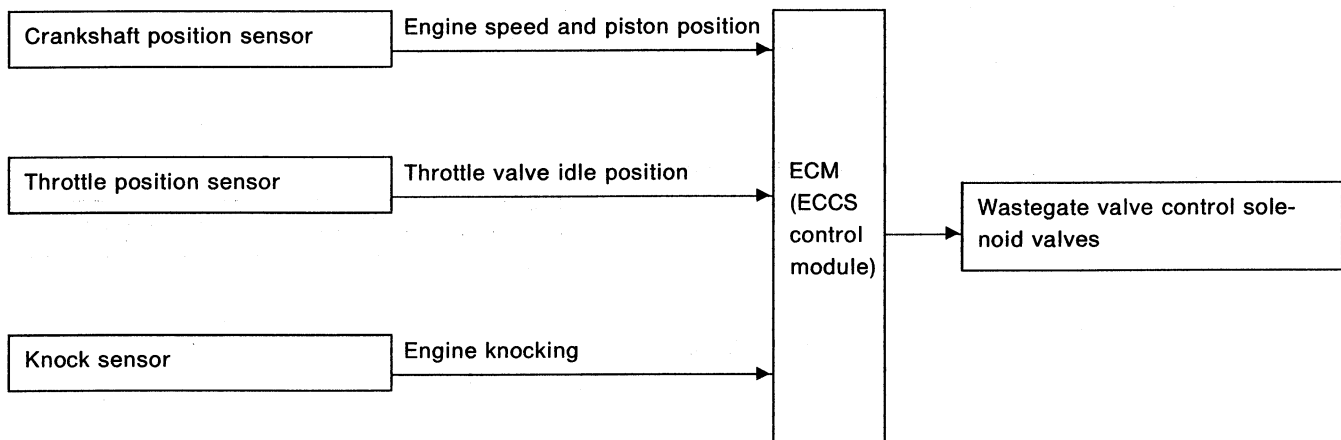 Crankshaft position sensor
Engine speed and piston position
Throttle position sensor
Throttle valve idle position
Knock sensor
Engine knocking
ECM
(ECCS
control
module)
Wastegate valve control sole-
noid valves